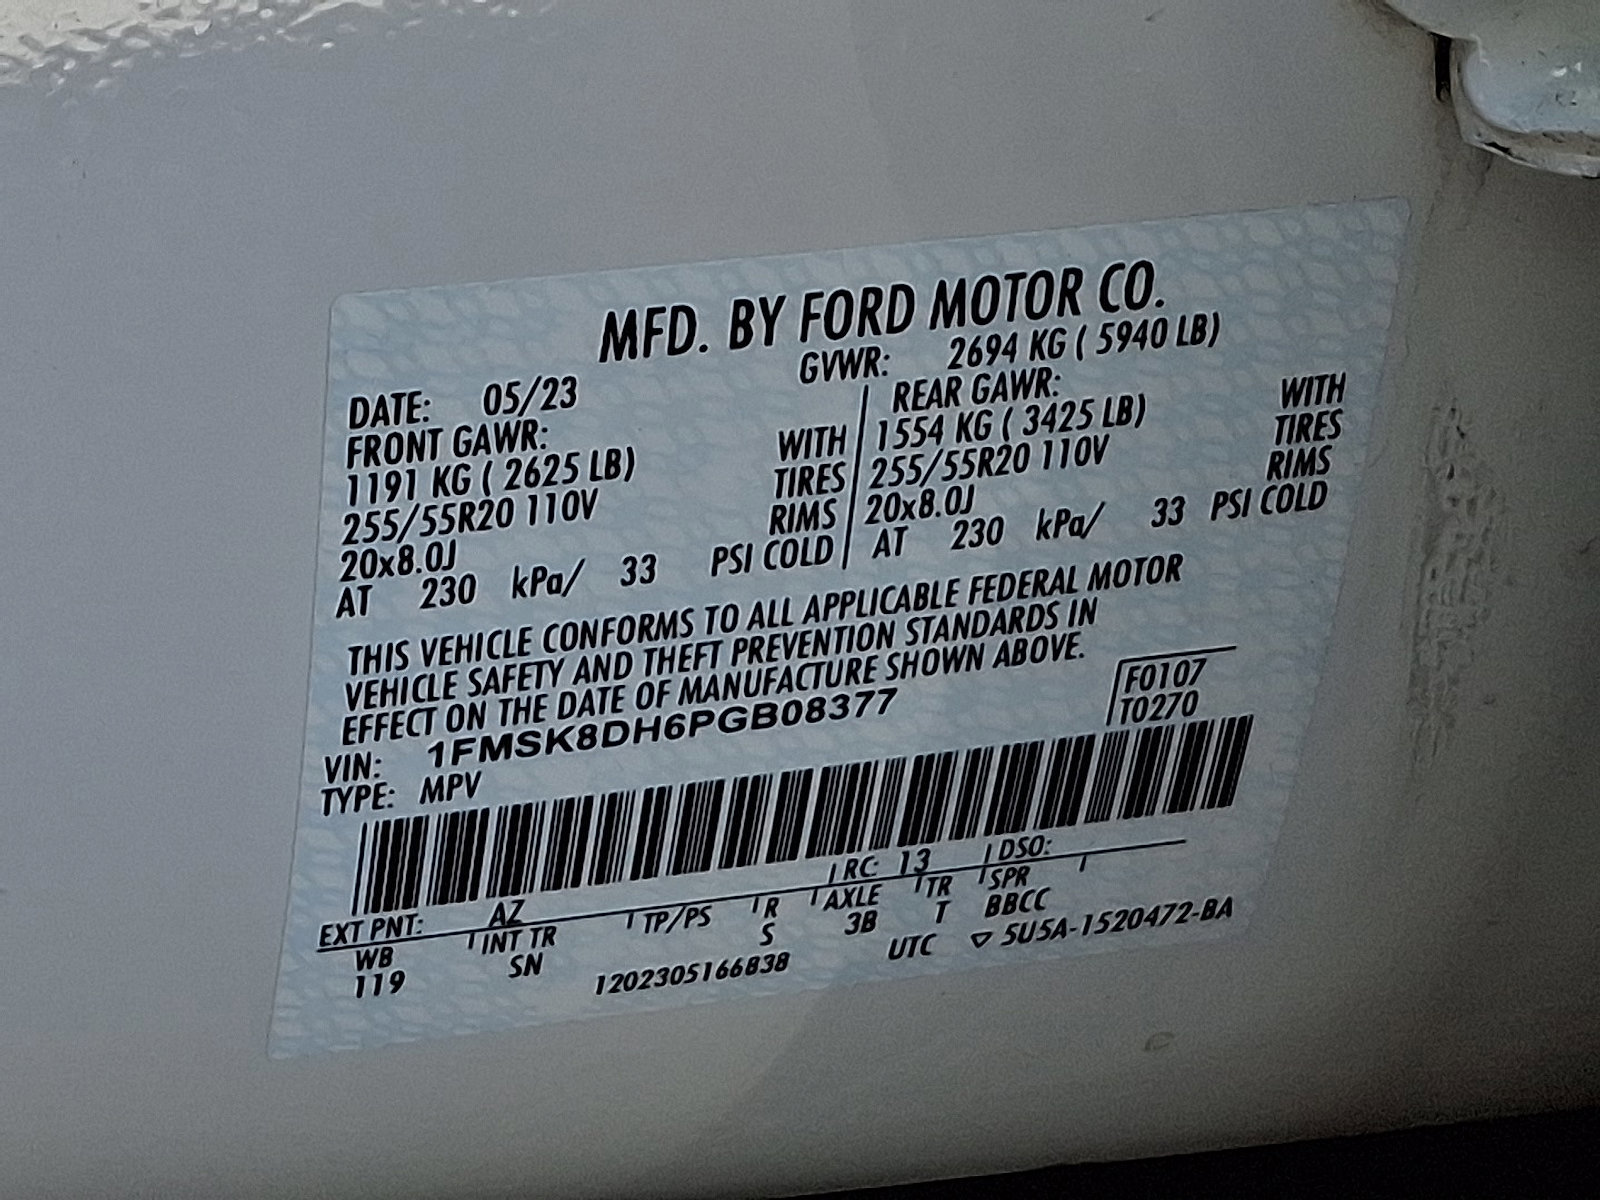 MFD. BY FORD MOTOR CO.
DATE: 05/23
GVWR: 2694 KG ( 5940 LB)
FRONT GAWR:
1191 KG ( 2625 LB) WITH
255/55R20 110V TIRES
20x8.0J RIMS
AT 230 kPa/ 33 PSI COLD
REAR GAWR:
1554 KG ( 3425 LB) WITH
255/55R20 110V TIRES
20x8.0J RIMS
AT 230 kPa/ 33 PSI COLD
THIS VEHICLE CONFORMS TO ALL APPLICABLE FEDERAL MOTOR
VEHICLE SAFETY AND THEFT PREVENTION STANDARDS IN
EFFECT ON THE DATE OF MANUFACTURE SHOWN ABOVE.
VIN: 1FMSK8DH6PGB08377
TYPE: MPV
F0107
T0270
EXT PNT: AZ RC: 13 DSO:
WB INT TR TP/PS R AXLE TR SPR
119 SN S 3B T BBCC
1202305166838 UTC ▽ 5U5A-1520472-BA